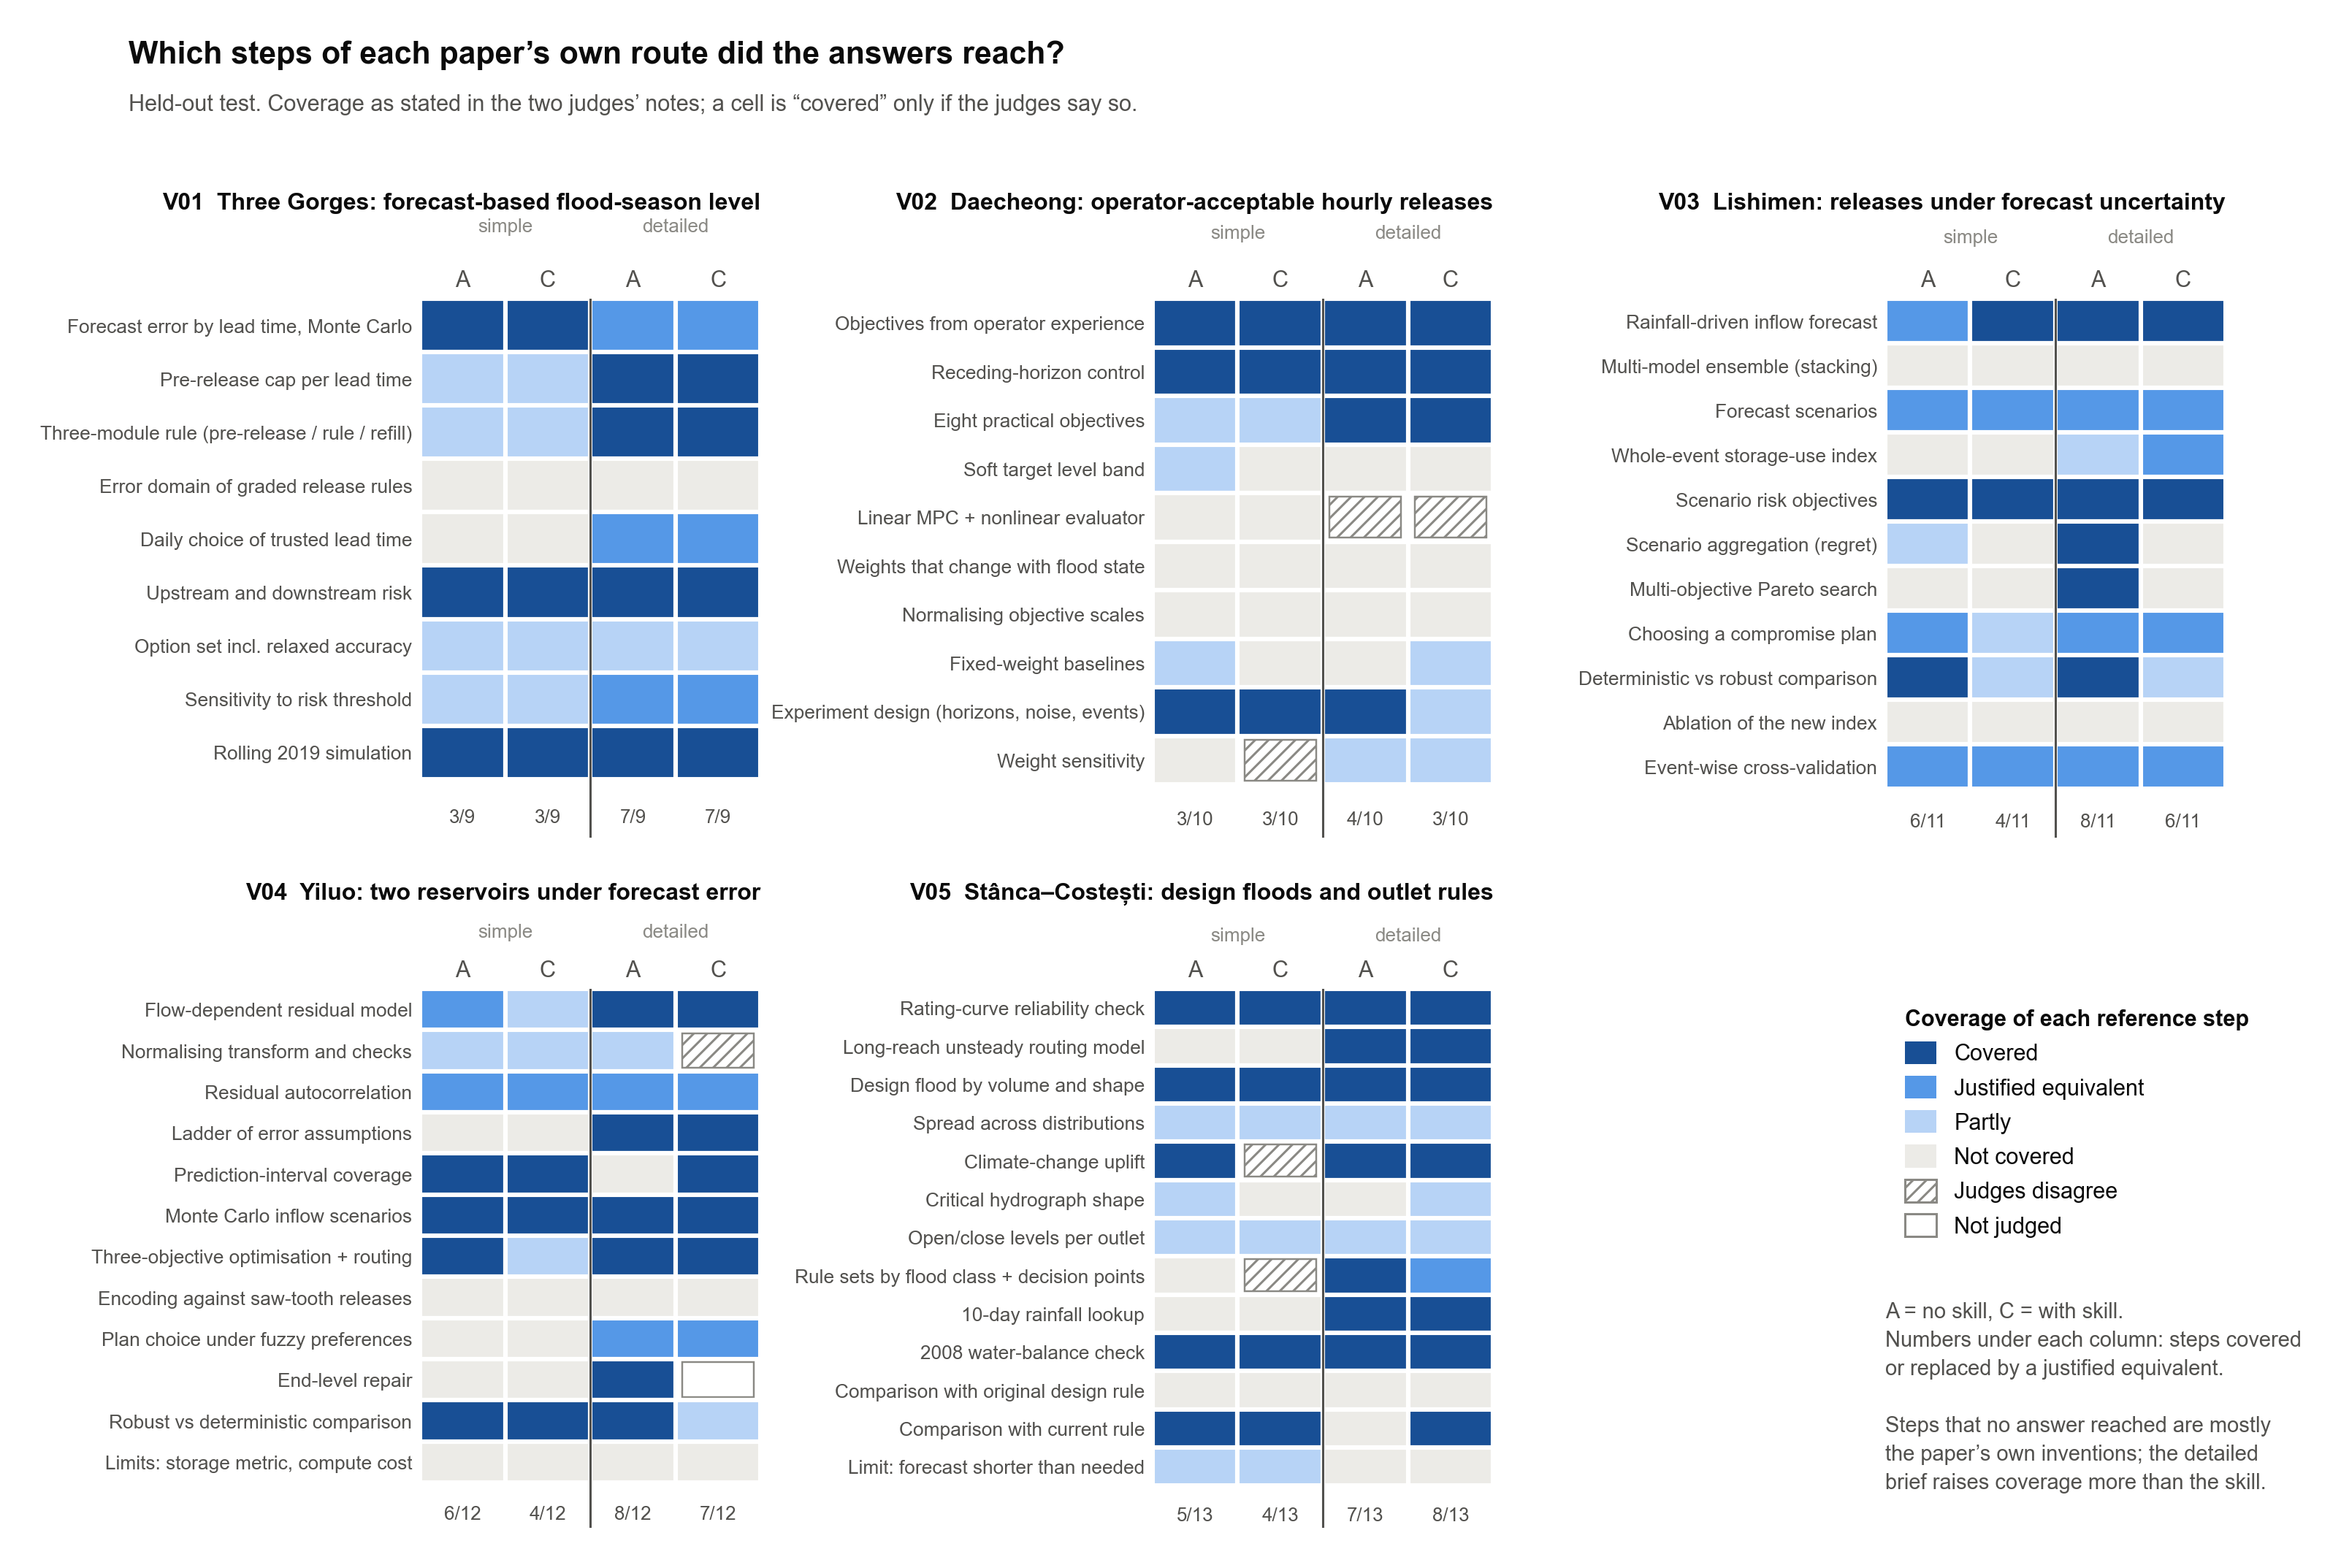 Which steps of each paper’s own route did the answers reach?
Held-out test. Coverage as stated in the two judges’ notes; a cell is “covered” only if the judges say so.
V01 Three Gorges: forecast-based flood-season level
simple detailed
A C A C
Forecast error by lead time, Monte Carlo
Pre-release cap per lead time
Three-module rule (pre-release / rule / refill)
Error domain of graded release rules
Daily choice of trusted lead time
Upstream and downstream risk
Option set incl. relaxed accuracy
Sensitivity to risk threshold
Rolling 2019 simulation
3/9 3/9 7/9 7/9
V02 Daecheong: operator-acceptable hourly releases
simple detailed
A C A C
Objectives from operator experience
Receding-horizon control
Eight practical objectives
Soft target level band
Linear MPC + nonlinear evaluator
Weights that change with flood state
Normalising objective scales
Fixed-weight baselines
Experiment design (horizons, noise, events)
Weight sensitivity
3/10 3/10 4/10 3/10
V03 Lishimen: releases under forecast uncertainty
simple detailed
A C A C
Rainfall-driven inflow forecast
Multi-model ensemble (stacking)
Forecast scenarios
Whole-event storage-use index
Scenario risk objectives
Scenario aggregation (regret)
Multi-objective Pareto search
Choosing a compromise plan
Deterministic vs robust comparison
Ablation of the new index
Event-wise cross-validation
6/11 4/11 8/11 6/11
V04 Yiluo: two reservoirs under forecast error
simple detailed
A C A C
Flow-dependent residual model
Normalising transform and checks
Residual autocorrelation
Ladder of error assumptions
Prediction-interval coverage
Monte Carlo inflow scenarios
Three-objective optimisation + routing
Encoding against saw-tooth releases
Plan choice under fuzzy preferences
End-level repair
Robust vs deterministic comparison
Limits: storage metric, compute cost
6/12 4/12 8/12 7/12
V05 Stânca–Costești: design floods and outlet rules
simple detailed
A C A C
Rating-curve reliability check
Long-reach unsteady routing model
Design flood by volume and shape
Spread across distributions
Climate-change uplift
Critical hydrograph shape
Open/close levels per outlet
Rule sets by flood class + decision points
10-day rainfall lookup
2008 water-balance check
Comparison with original design rule
Comparison with current rule
Limit: forecast shorter than needed
5/13 4/13 7/13 8/13
Coverage of each reference step
Covered
Justified equivalent
Partly
Not covered
Judges disagree
Not judged
A = no skill, C = with skill.
Numbers under each column: steps covered
or replaced by a justified equivalent.
Steps that no answer reached are mostly
the paper’s own inventions; the detailed
brief raises coverage more than the skill.